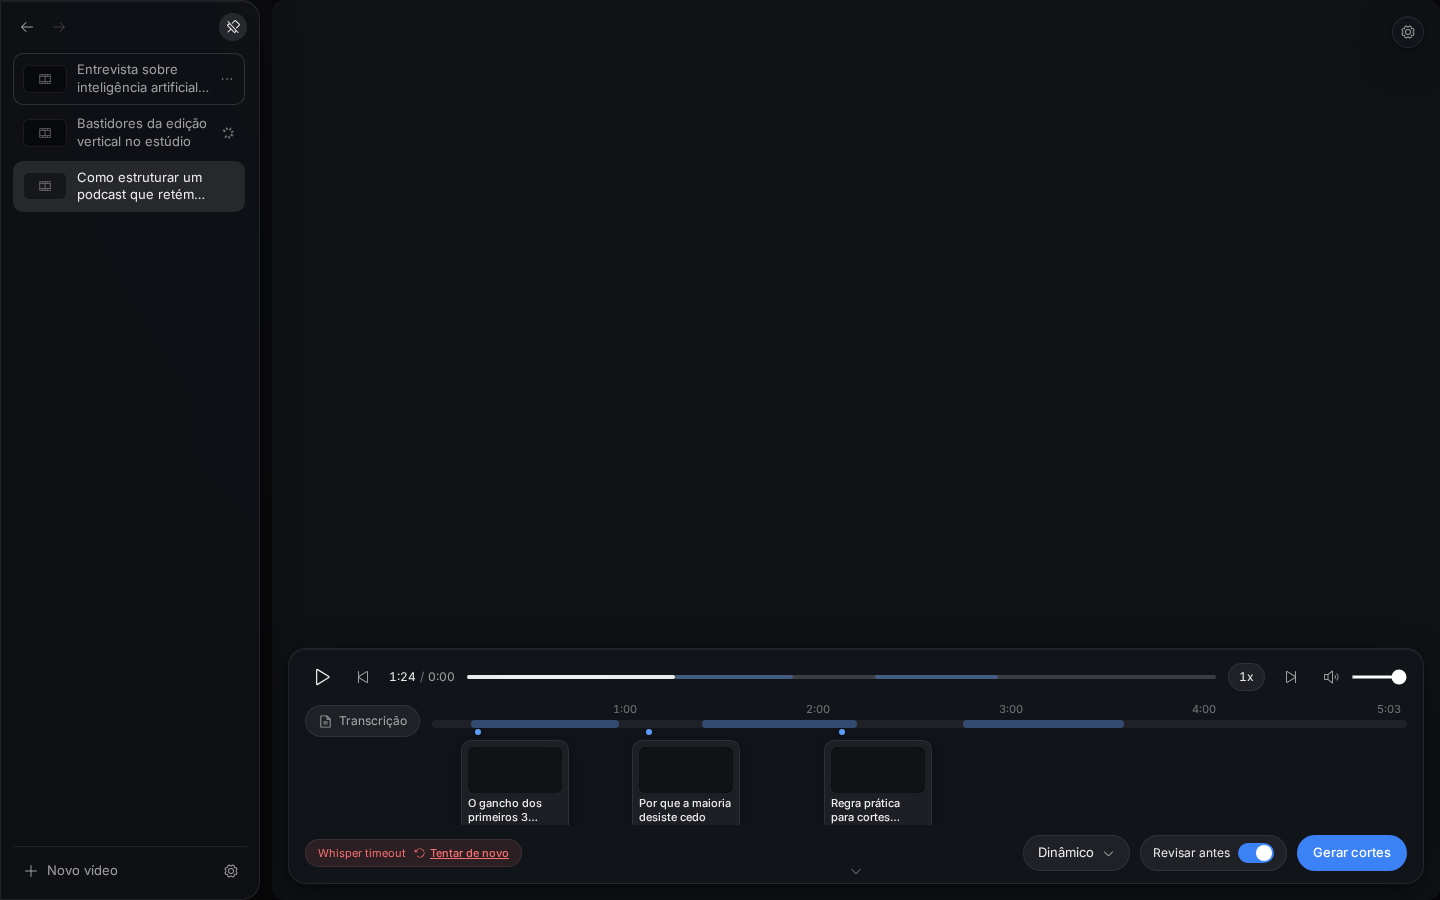 Entrevista sobre
inteligência artificial...
Bastidores da edição
vertical no estúdio
Como estruturar um
podcast que retém...
Novo vídeo
1:24 / 0:00
1x
Transcrição
1:00
2:00
3:00
4:00
5:03
O gancho dos
primeiros 3...
Por que a maioria
desiste cedo
Regra prática
para cortes...
Whisper timeout
Tentar de novo
Dinâmico
Revisar antes
Gerar cortes